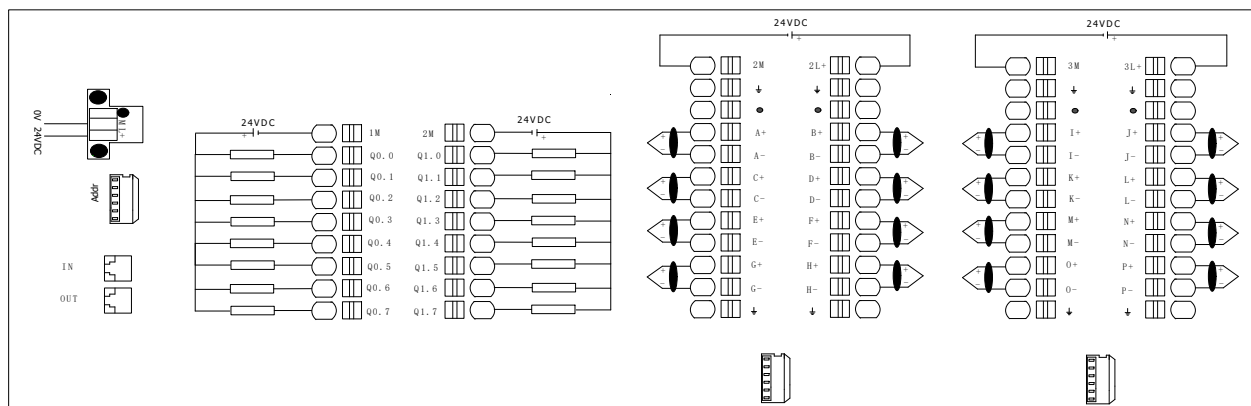 0V 24VDC
M L+
Addr
IN
OUT
24VDC
+
1M
Q0.0
Q0.1
Q0.2
Q0.3
Q0.4
Q0.5
Q0.6
Q0.7
24VDC
+
2M
Q1.0
Q1.1
Q1.2
Q1.3
Q1.4
Q1.5
Q1.6
Q1.7
24VDC
+
2M 2L+
A+ B+
A- B-
C+ D+
C- D-
E+ F+
E- F-
G+ H+
G- H-
24VDC
+
3M 3L+
I+ J+
I- J-
K+ L+
K- L-
M+ N+
M- N-
O+ P+
O- P-